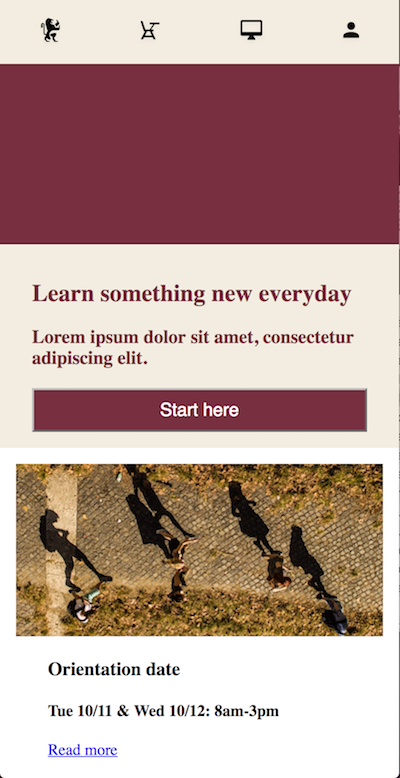 Learn something new everyday
Lorem ipsum dolor sit amet, consectetur
adipiscing elit.
Start here
Orientation date
Tue 10/11 & Wed 10/12: 8am-3pm
Read more